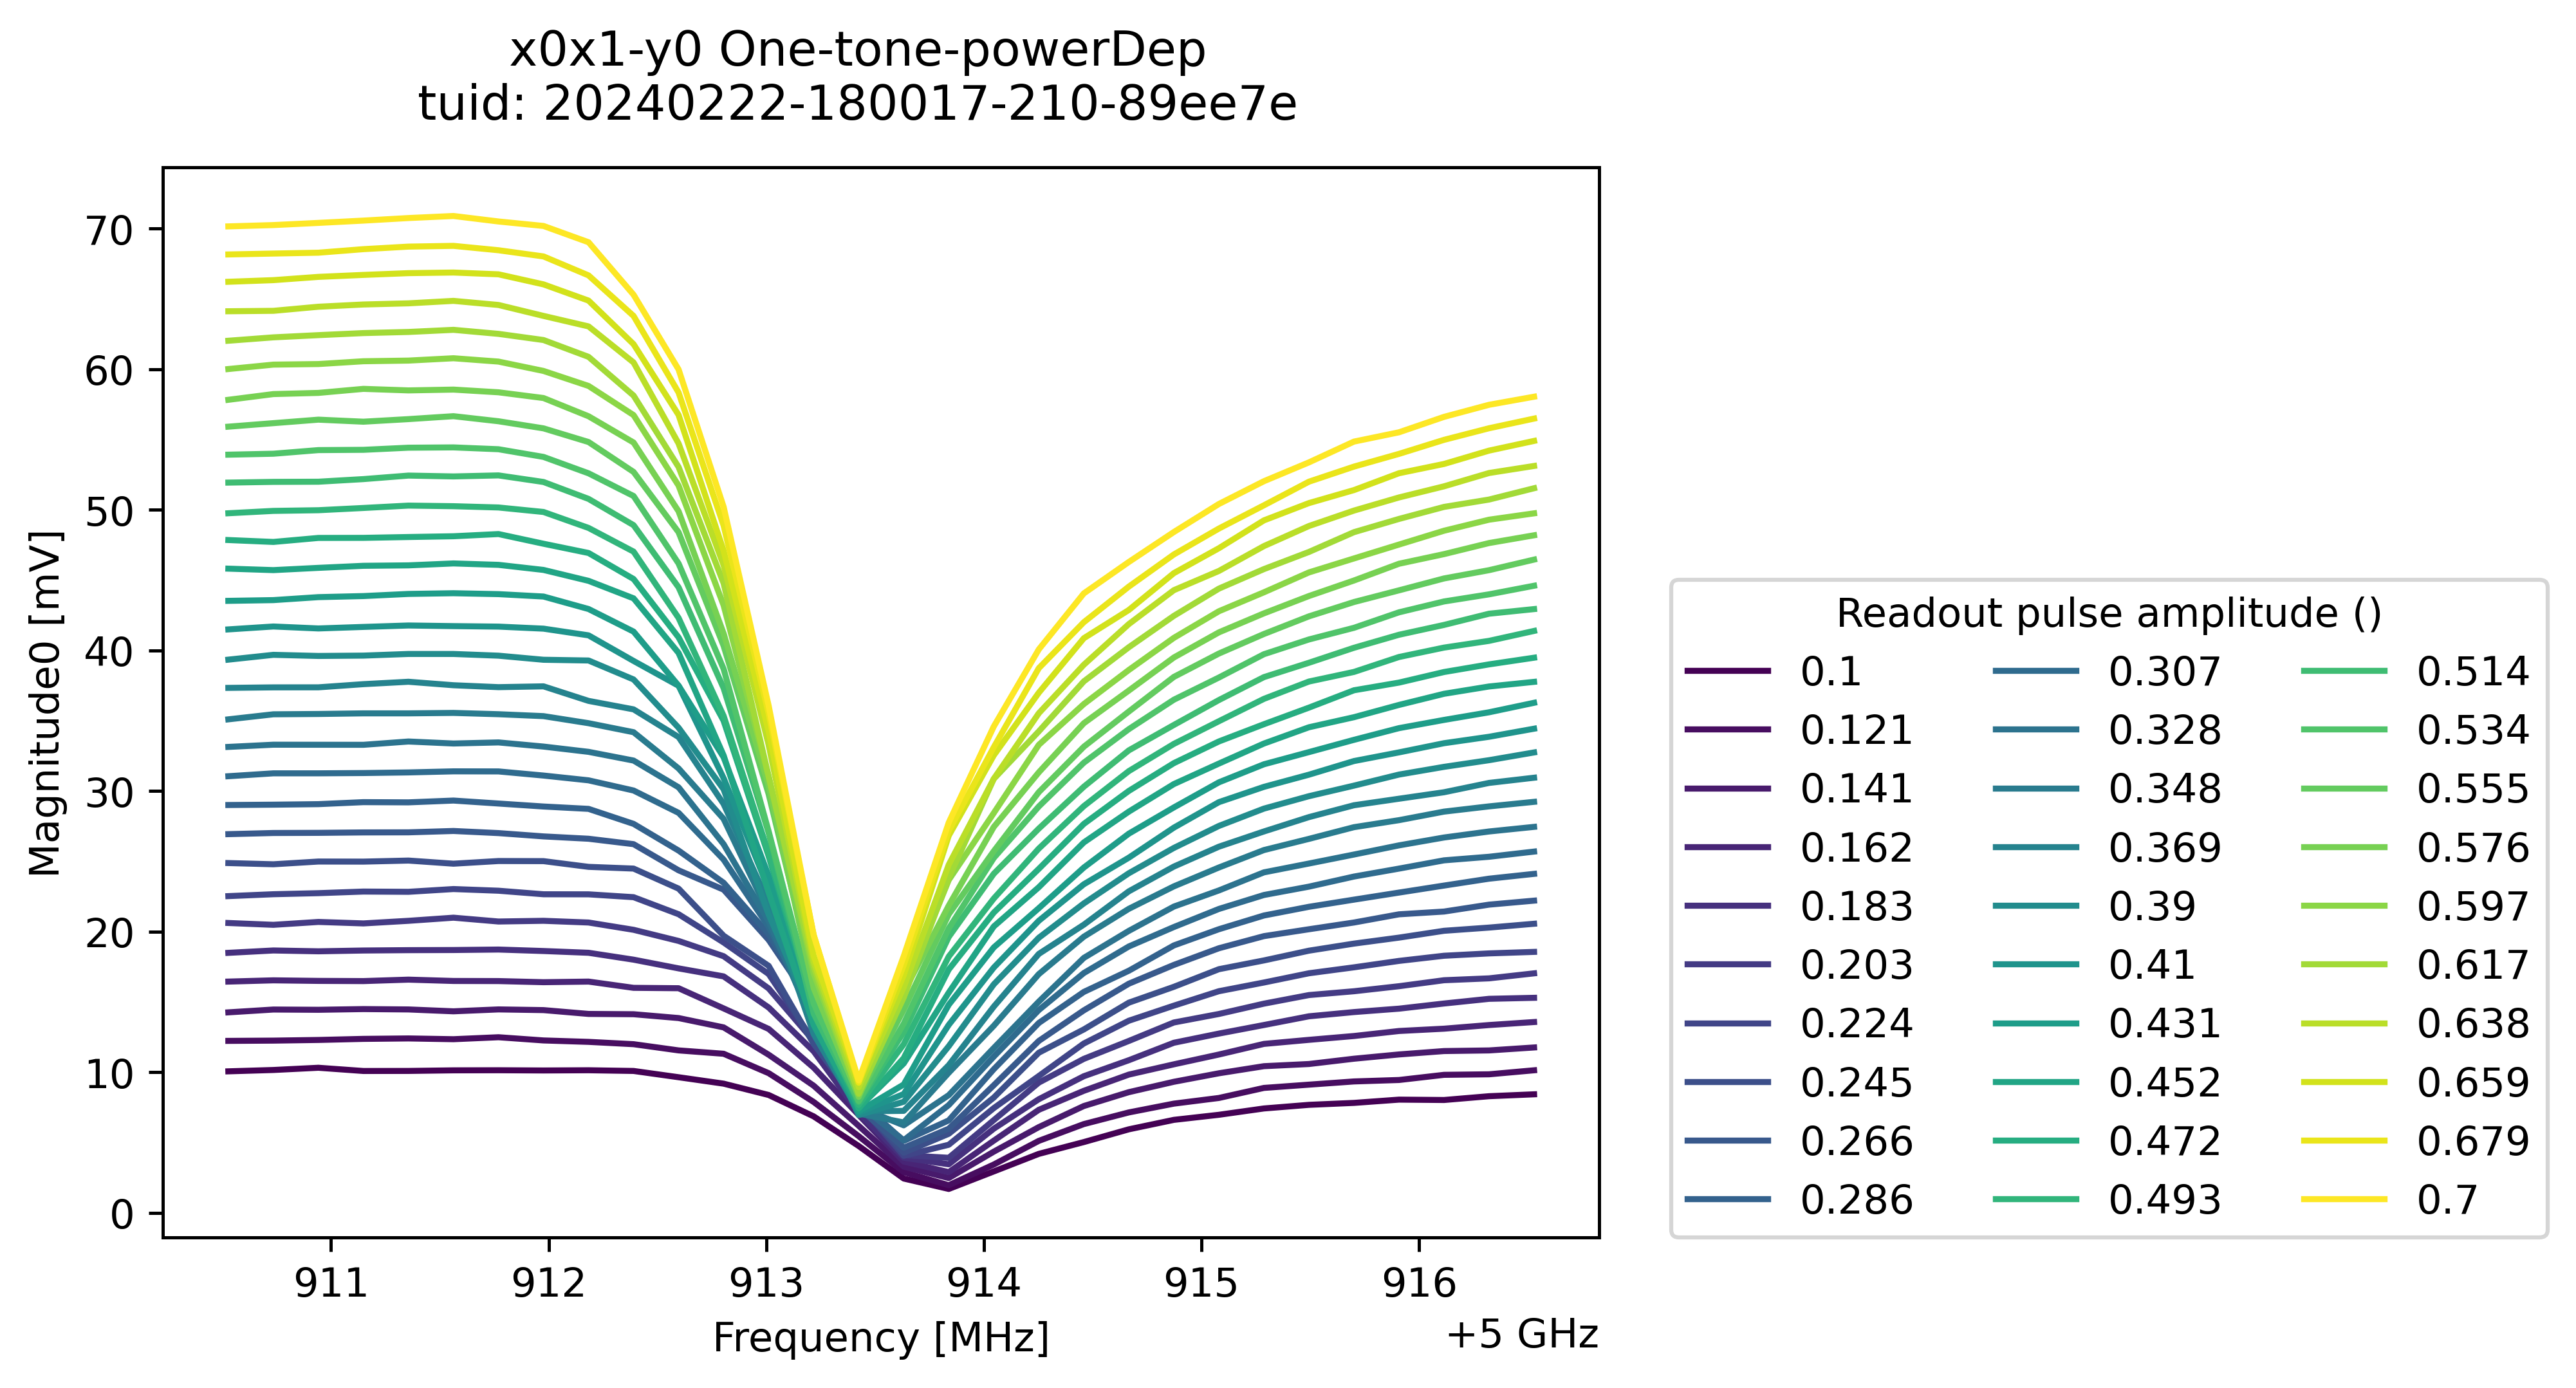 x0x1-y0 One-tone-powerDep
tuid: 20240222-180017-210-89ee7e
Magnitude0 [mV]
70
60
50
40
30
20
10
0
911 912 913 914 915 916
Frequency [MHz]
+5 GHz
Readout pulse amplitude ()
0.1 0.307 0.514
0.121 0.328 0.534
0.141 0.348 0.555
0.162 0.369 0.576
0.183 0.39 0.597
0.203 0.41 0.617
0.224 0.431 0.638
0.245 0.452 0.659
0.266 0.472 0.679
0.286 0.493 0.7